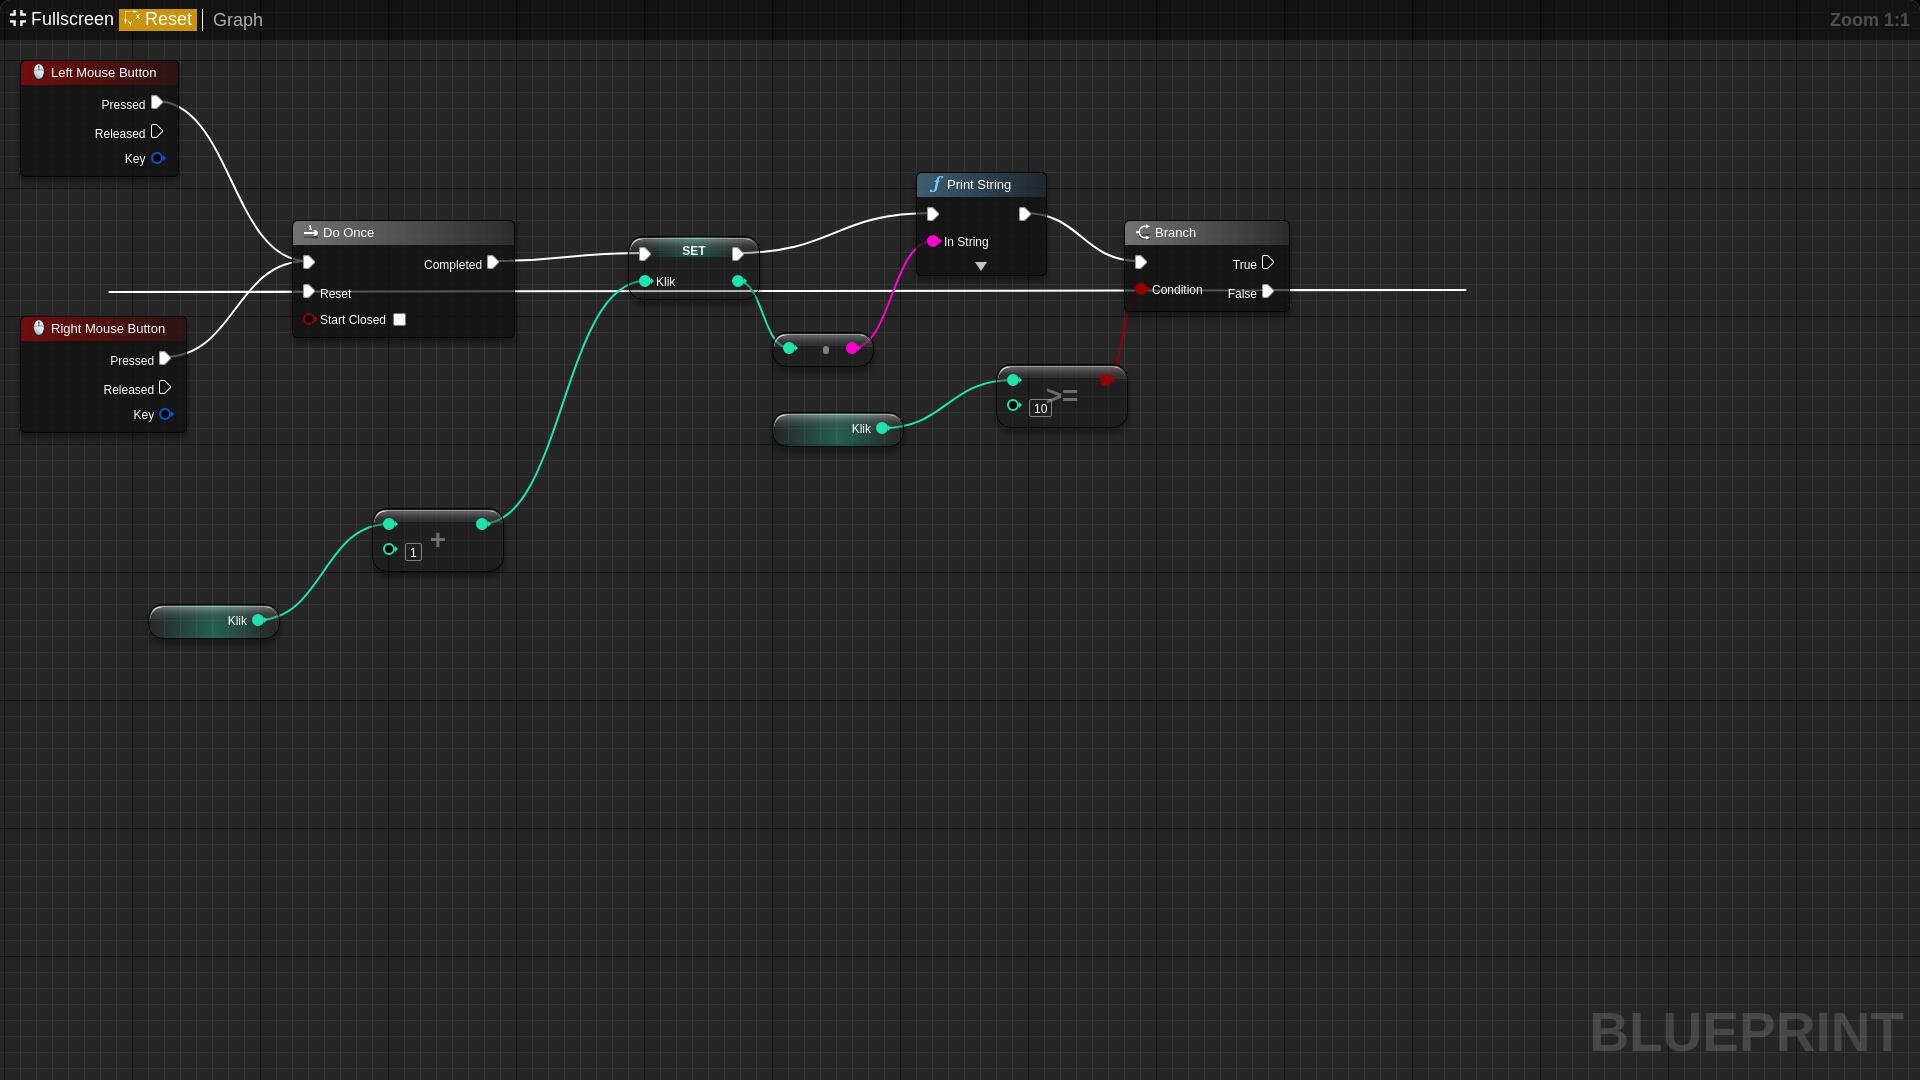 Fullscreen Reset Graph Zoom 1:1
Left Mouse Button
Pressed
Released
Key
Right Mouse Button
Pressed
Released
Key
Do Once
Completed
Reset
Start Closed
SET
Klik
Print String
In String
Branch
True
Condition
False
>=
10
Klik
+
1
Klik
BLUEPRINT